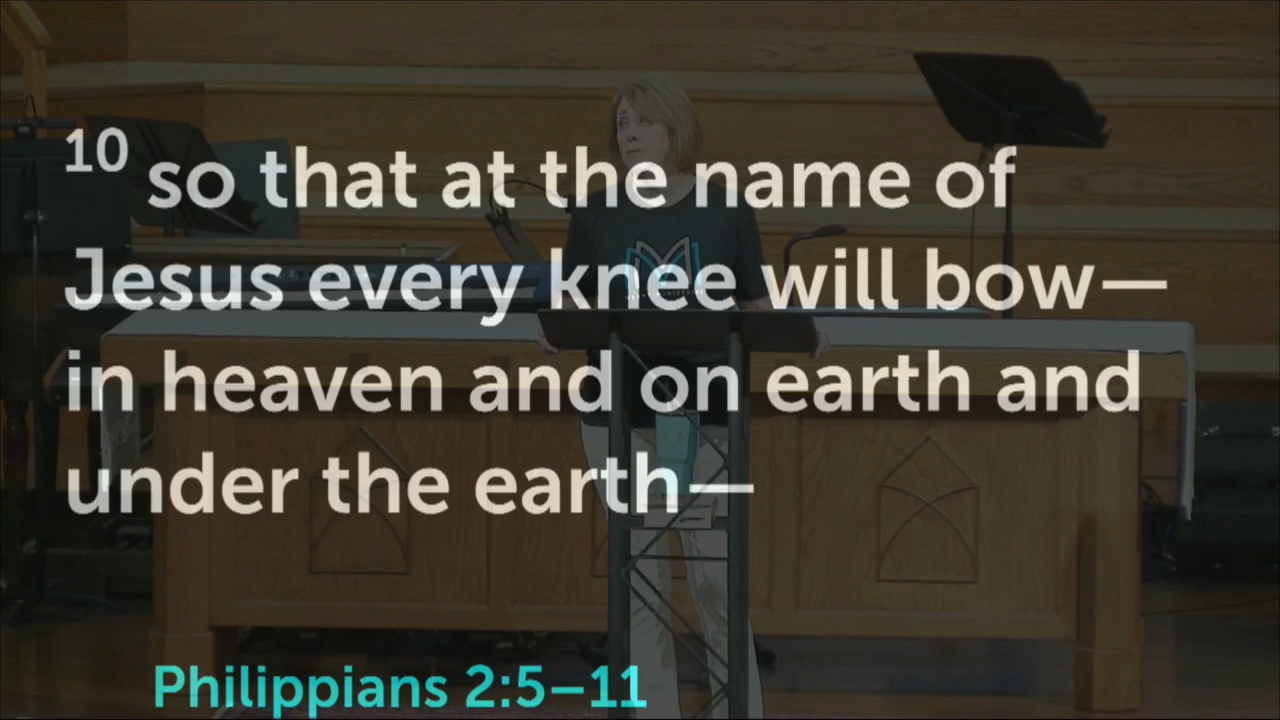 10 so that at the name of
Jesus every knee will bow—
in heaven and on earth and
under the earth—
Philippians 2:5–11